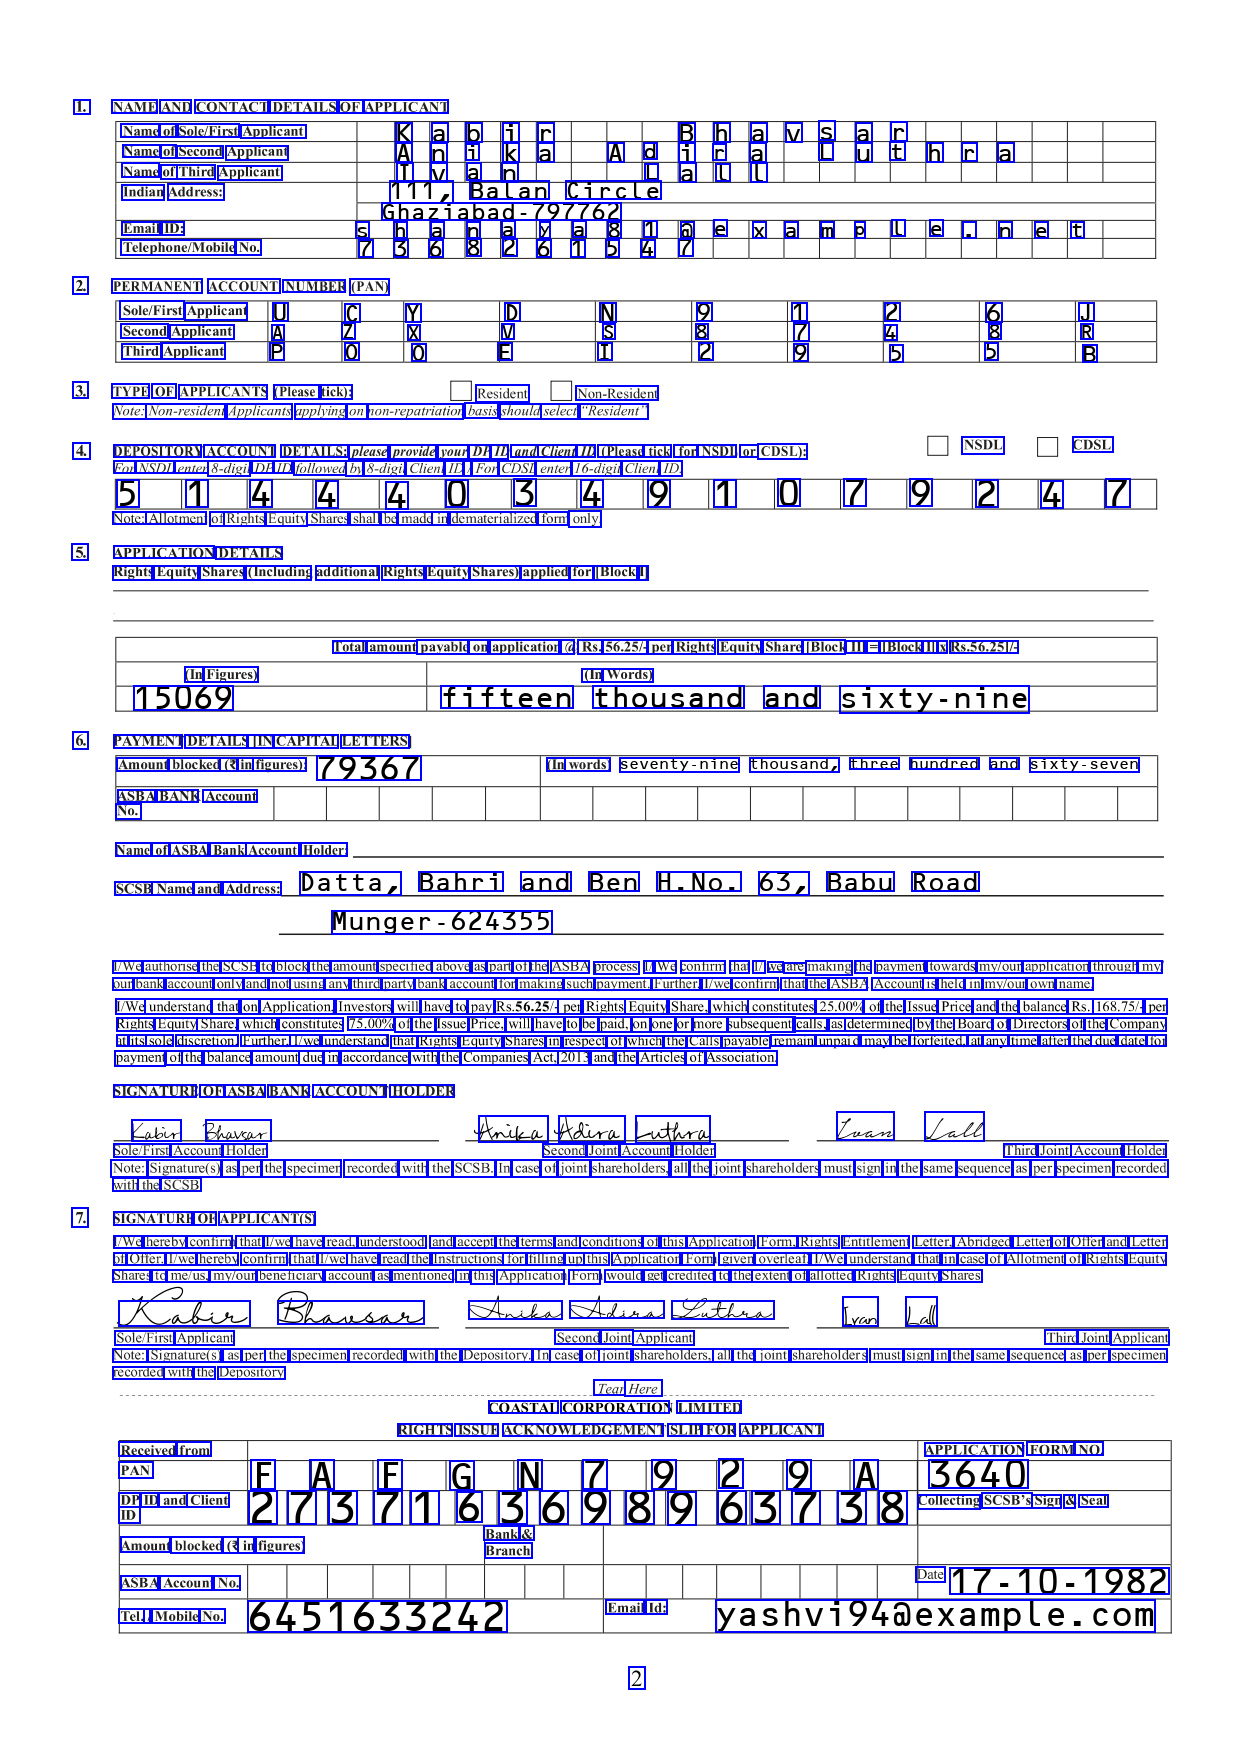 1. NAME AND CONTACT DETAILS OF APPLICANT
Name of Sole/First Applicant Kabir Bhavsar
Name of Second Applicant Anika Adira Luthra
Name of Third Applicant Ivan Lall
Indian Address: 111, Balan Circle
Ghaziabad-797762
Email ID: shanaya81@example.net
Telephone/Mobile No. 7368261547
2. PERMANENT ACCOUNT NUMBER (PAN)
Sole/First Applicant U C Y D N 9 1 2 6 J
Second Applicant A Z X V S 8 7 4 8 R
Third Applicant P O O E I 2 9 5 5 B
3. TYPE OF APPLICANTS (Please tick): Resident Non-Resident
Note: Non-resident Applicants applying on non-repatriation basis should select "Resident"
4. DEPOSITORY ACCOUNT DETAILS: please provide your DP ID and Client ID (Please tick for NSDL or CDSL): NSDL CDSL
For NSDL enter 8-digit DP ID followed by 8-digit Client ID / For CDSL enter 16-digit Client ID.
5 1 4 4 4 0 3 4 9 1 0 7 9 2 4 7
Note: Allotment of Rights Equity Shares shall be made in dematerialized form only.
5. APPLICATION DETAILS
Rights Equity Shares (Including additional Rights Equity Shares) applied for [Block I]
Total amount payable on application @ Rs. 56.25/- per Rights Equity Share [Block II] = [Block I] x Rs.56.25]/-
(In Figures) (In Words)
15069 fifteen thousand and sixty-nine
6. PAYMENT DETAILS [IN CAPITAL LETTERS]
Amount blocked (₹ in figures): 79367 (In words) seventy-nine thousand, three hundred and sixty-seven
ASBA BANK Account
No.
Name of ASBA Bank Account Holder:
SCSB Name and Address: Datta, Bahri and Ben H.No. 63, Babu Road
Munger-624355
I/We authorise the SCSB to block the amount specified above as part of the ASBA process. I/ We confirm that I/ we are making the payment towards my/our application through my/
our bank account only and not using any third party bank account for making such payment. Further, I/we confirm that the ASBA Account is held in my/our own name.
I/We understand that on Application, Investors will have to pay Rs.56.25/- per Rights Equity Share, which constitutes 25.00% of the Issue Price and the balance Rs. 168.75/- per
Rights Equity Share, which constitutes 75.00% of the Issue Price, will have to be paid, on one or more subsequent calls, as determined by the Board of Directors of the Company
at its sole discretion. Further, I/we understand that Rights Equity Shares in respect of which the Calls payable remain unpaid may be forfeited, at any time after the due date for
payment of the balance amount due in accordance with the Companies Act, 2013 and the Articles of Association.
SIGNATURE OF ASBA BANK ACCOUNT HOLDER
Kabir Bhavsar Anika Adira Luthra Ivan Lall
Sole/First Account Holder Second Joint Account Holder Third Joint Account Holder
Note: Signature(s) as per the specimen recorded with the SCSB. In case of joint shareholders, all the joint shareholders must sign in the same sequence as per specimen recorded
with the SCSB
7. SIGNATURE OF APPLICANT(S)
I/We hereby confirm that I/we have read, understood and accept the terms and conditions of this Application Form, Rights Entitlement Letter, Abridged Letter of Offer and Letter
of Offer. I/we hereby confirm that I/we have read the Instructions for filling up this Application Form given overleaf. I/We understand that in case of Allotment of Rights Equity
Shares to me/us, my/our beneficiary account as mentioned in this Application Form would get credited to the extent of allotted Rights Equity Shares
Kabir Bhavsar Anika Adira Luthra Ivan Lall
Sole/First Applicant Second Joint Applicant Third Joint Applicant
Note: Signature(s) as per the specimen recorded with the Depository. In case of joint shareholders, all the joint shareholders must sign in the same sequence as per specimen
recorded with the Depository
Tear Here
COASTAL CORPORATION LIMITED
RIGHTS ISSUE ACKNOWLEDGEMENT SLIP FOR APPLICANT
Received from APPLICATION FORM NO.
PAN F A F G N 7 9 2 9 A 3640
DP ID and Client
ID 2 7 3 7 1 6 3 6 9 8 9 6 3 7 3 8 Collecting SCSB's Sign & Seal
Amount blocked (₹ in figures) Bank &
Branch
ASBA Account No. Date 17-10-1982
Tel./ Mobile No. 6451633242 Email Id: yashvi94@example.com
2